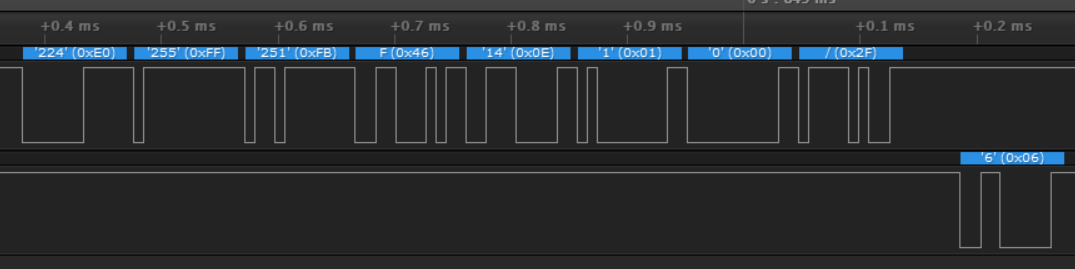 +0.4 ms +0.5 ms +0.6 ms +0.7 ms +0.8 ms +0.9 ms +0.1 ms +0.2 ms
'224' (0xE0) '255' (0xFF) '251' (0xFB) F (0x46) '14' (0x0E) '1' (0x01) '0' (0x00) / (0x2F)
'6' (0x06)